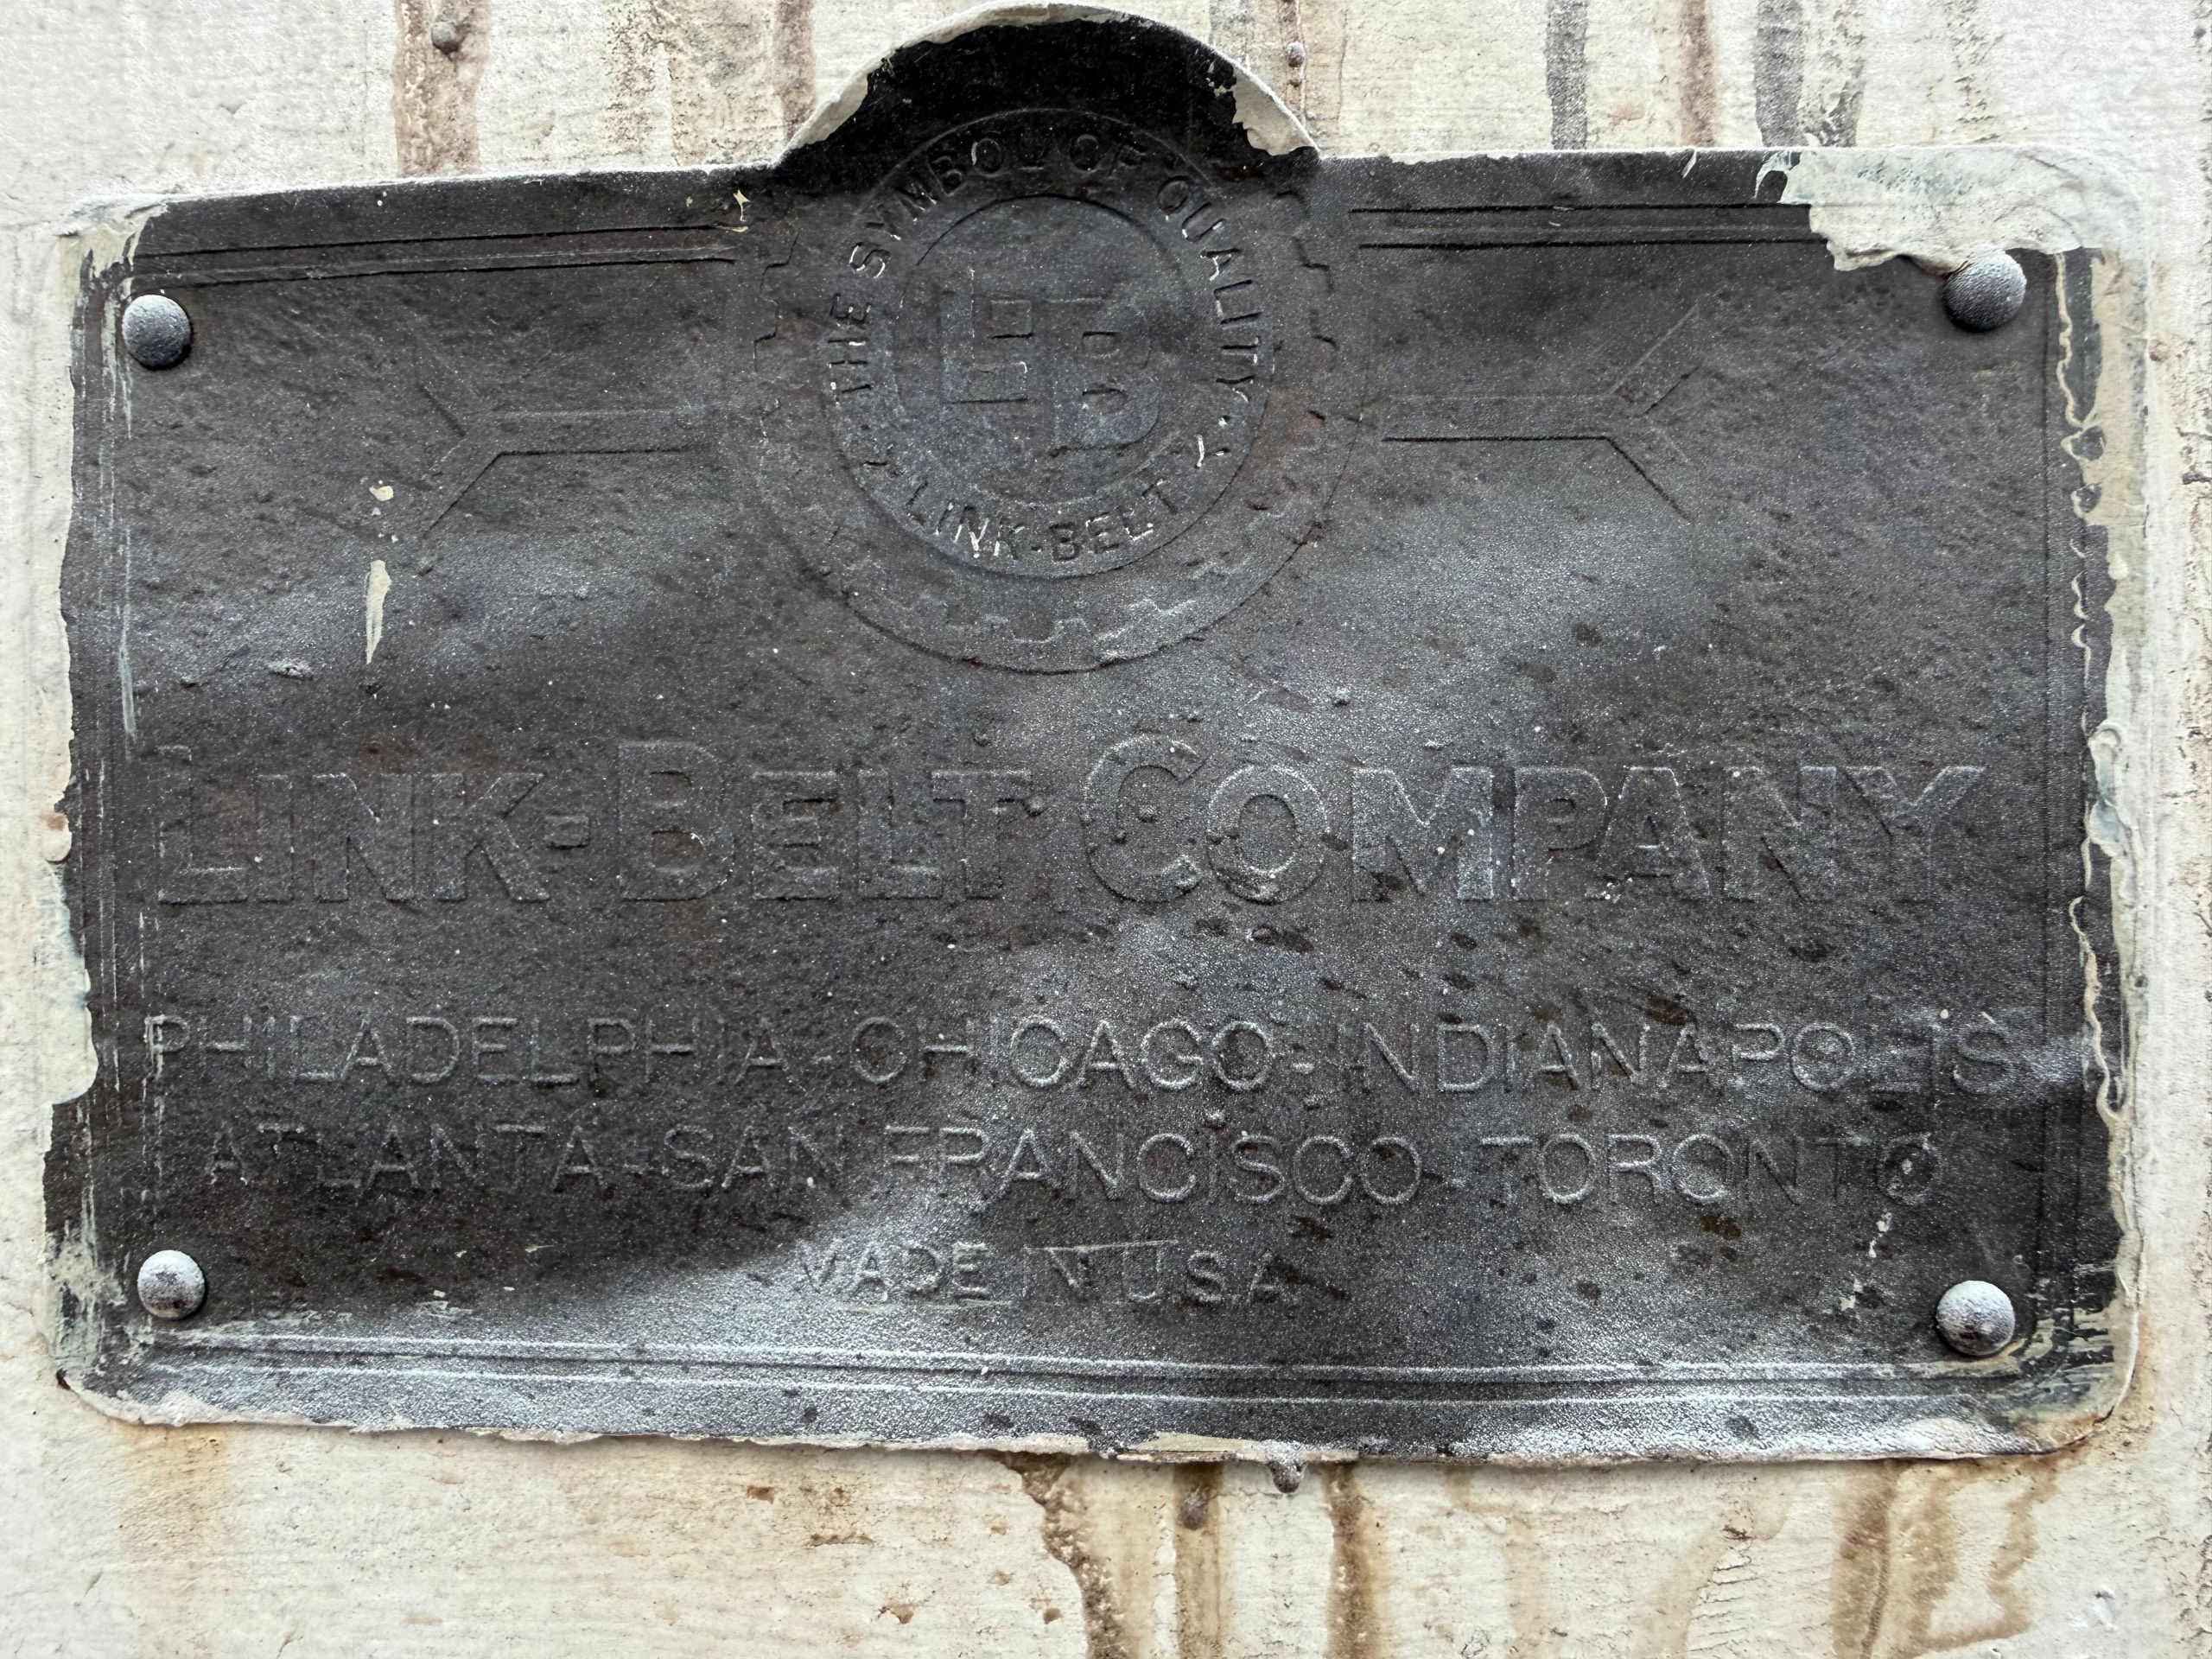 THE SYMBOL OF QUALITY
LB
LINK-BELT
LINK-BELT COMPANY
PHILADELPHIA-CHICAGO-INDIANAPOLIS
ATLANTA-SAN FRANCISCO-TORONTO
MADE IN USA